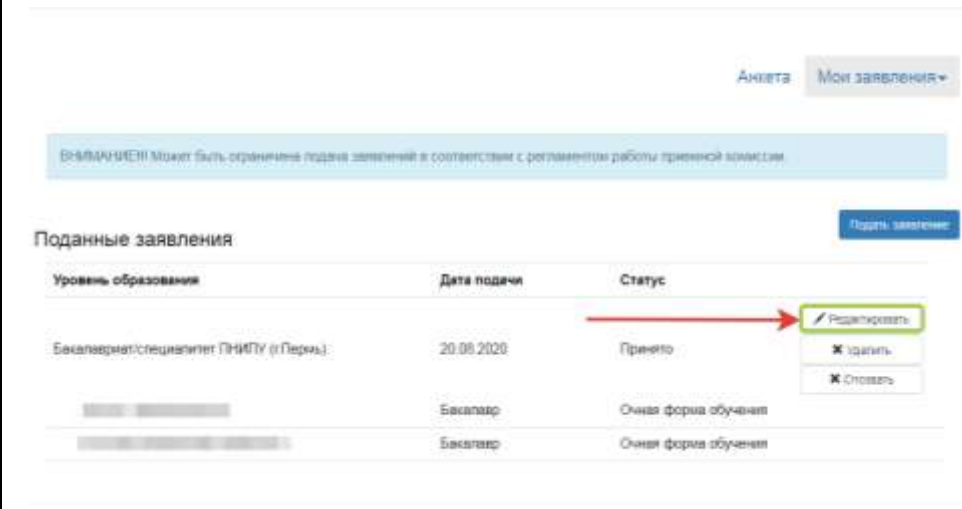 Анкета Мои заявления
ВНИМАНИЕ!!! Может быть ограничена подача заявлений в соответствии с регламентом работы приемной комиссии.
Подать заявление
Поданные заявления
Уровень образования Дата подачи Статус
Редактировать
Бакалавриат/специалитет ПНИПУ (г.Пермь) 20.08.2020 Принято
Удалить
Отозвать
Бакалавр Очная форма обучения
Бакалавр Очная форма обучения